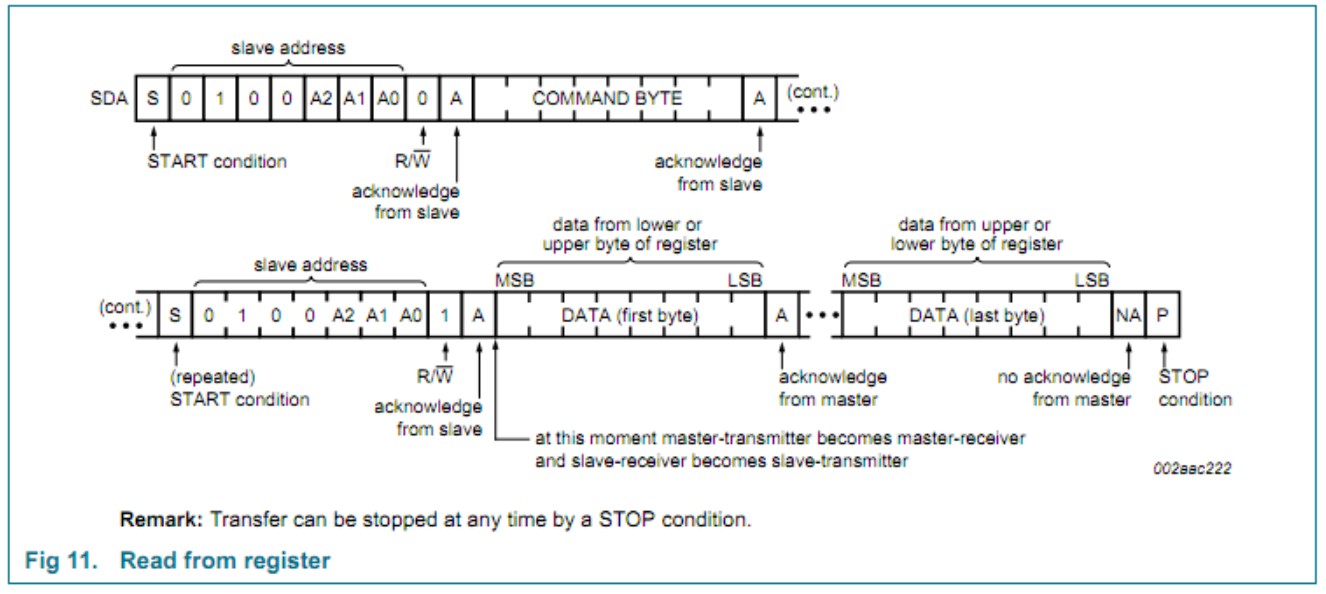 slave address
SDA S 0 1 0 0 A2 A1 A0 0 A COMMAND BYTE A (cont.)
START condition R/W̅ acknowledge from slave acknowledge from slave
data from lower or upper byte of register data from upper or lower byte of register
slave address MSB LSB MSB LSB
(cont.) S 0 1 0 0 A2 A1 A0 1 A DATA (first byte) A DATA (last byte) NA P
(repeated) START condition R/W̅ acknowledge from slave acknowledge from master no acknowledge from master STOP condition
at this moment master-transmitter becomes master-receiver
and slave-receiver becomes slave-transmitter
002aac222
Remark: Transfer can be stopped at any time by a STOP condition.
Fig 11. Read from register